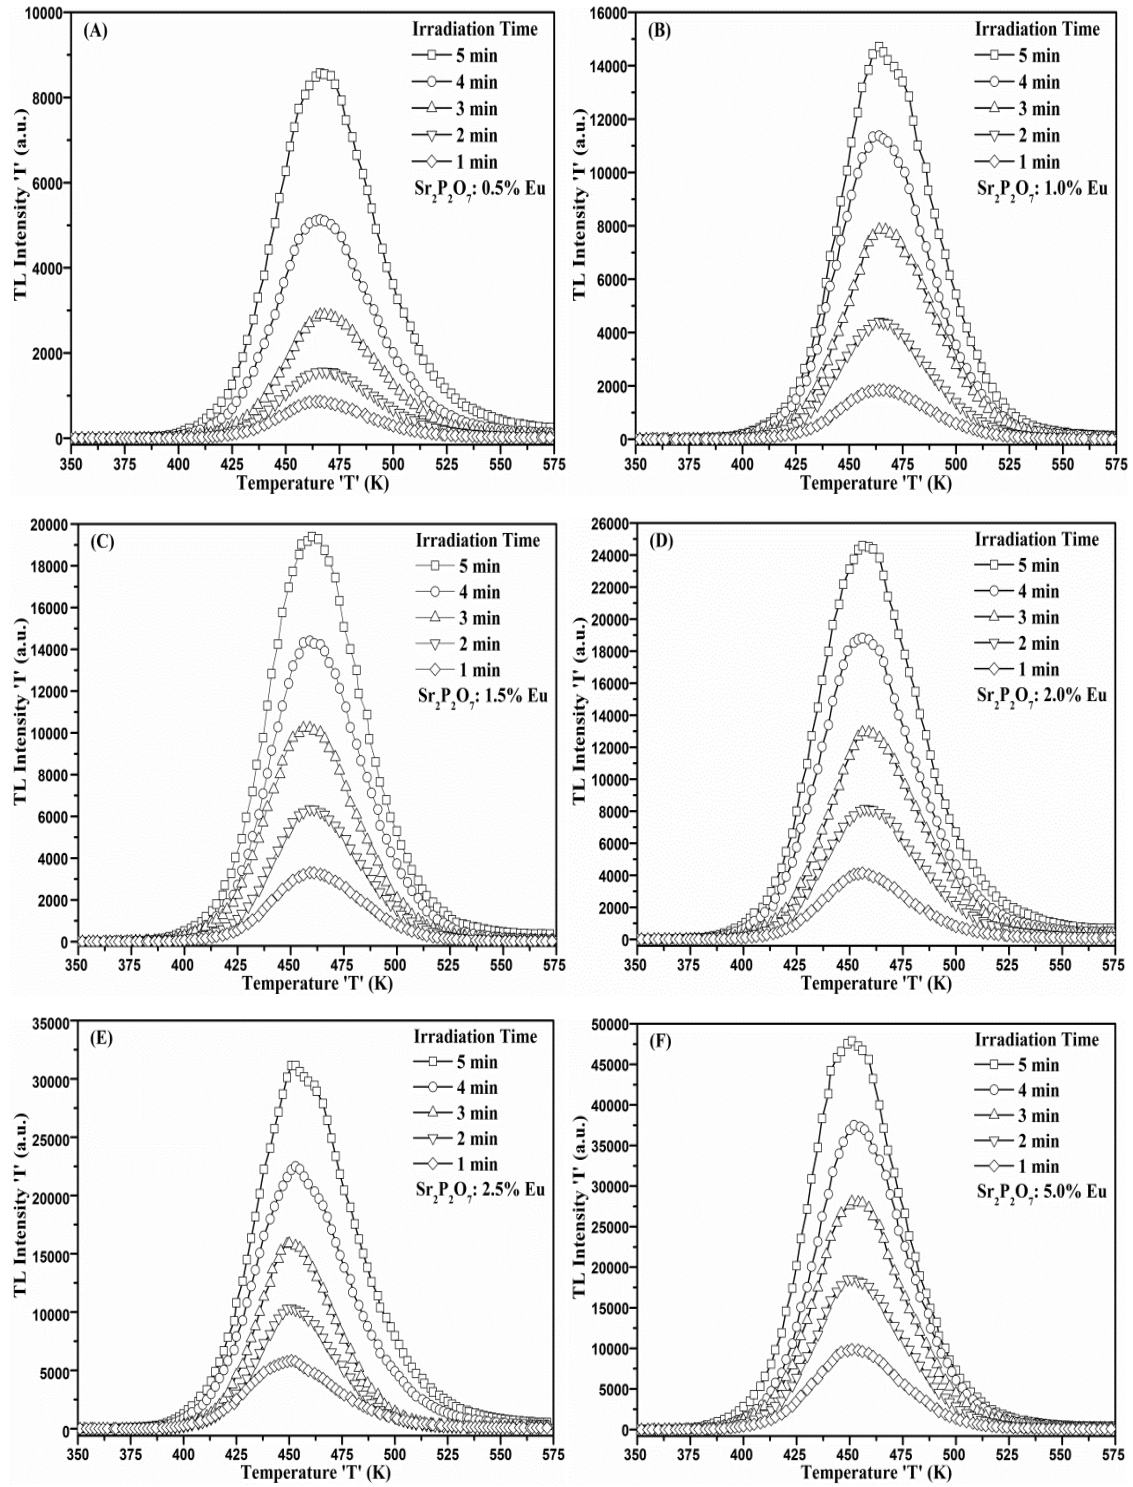 (A)
Irradiation Time
5 min
4 min
3 min
2 min
1 min
Sr₂P₂O₇: 0.5% Eu
TL Intensity 'I' (a.u.)
10000
8000
6000
4000
2000
0
350 375 400 425 450 475 500 525 550 575
Temperature 'T' (K)
(B)
Irradiation Time
5 min
4 min
3 min
2 min
1 min
Sr₂P₂O₇: 1.0% Eu
TL Intensity 'I' (a.u.)
16000
14000
12000
10000
8000
6000
4000
2000
0
350 375 400 425 450 475 500 525 550 575
Temperature 'T' (K)
(C)
Irradiation Time
5 min
4 min
3 min
2 min
1 min
Sr₂P₂O₇: 1.5% Eu
TL Intensity 'I' (a.u.)
20000
18000
16000
14000
12000
10000
8000
6000
4000
2000
0
350 375 400 425 450 475 500 525 550 575
Temperature 'T' (K)
(D)
Irradiation Time
5 min
4 min
3 min
2 min
1 min
Sr₂P₂O₇: 2.0% Eu
TL Intensity 'I' (a.u.)
26000
24000
22000
20000
18000
16000
14000
12000
10000
8000
6000
4000
2000
0
350 375 400 425 450 475 500 525 550 575
Temperature 'T' (K)
(E)
Irradiation Time
5 min
4 min
3 min
2 min
1 min
Sr₂P₂O₇: 2.5% Eu
TL Intensity 'I' (a.u.)
35000
30000
25000
20000
15000
10000
5000
0
350 375 400 425 450 475 500 525 550 575
Temperature 'T' (K)
(F)
Irradiation Time
5 min
4 min
3 min
2 min
1 min
Sr₂P₂O₇: 5.0% Eu
TL Intensity 'I' (a.u.)
50000
45000
40000
35000
30000
25000
20000
15000
10000
5000
0
350 375 400 425 450 475 500 525 550 575
Temperature 'T' (K)